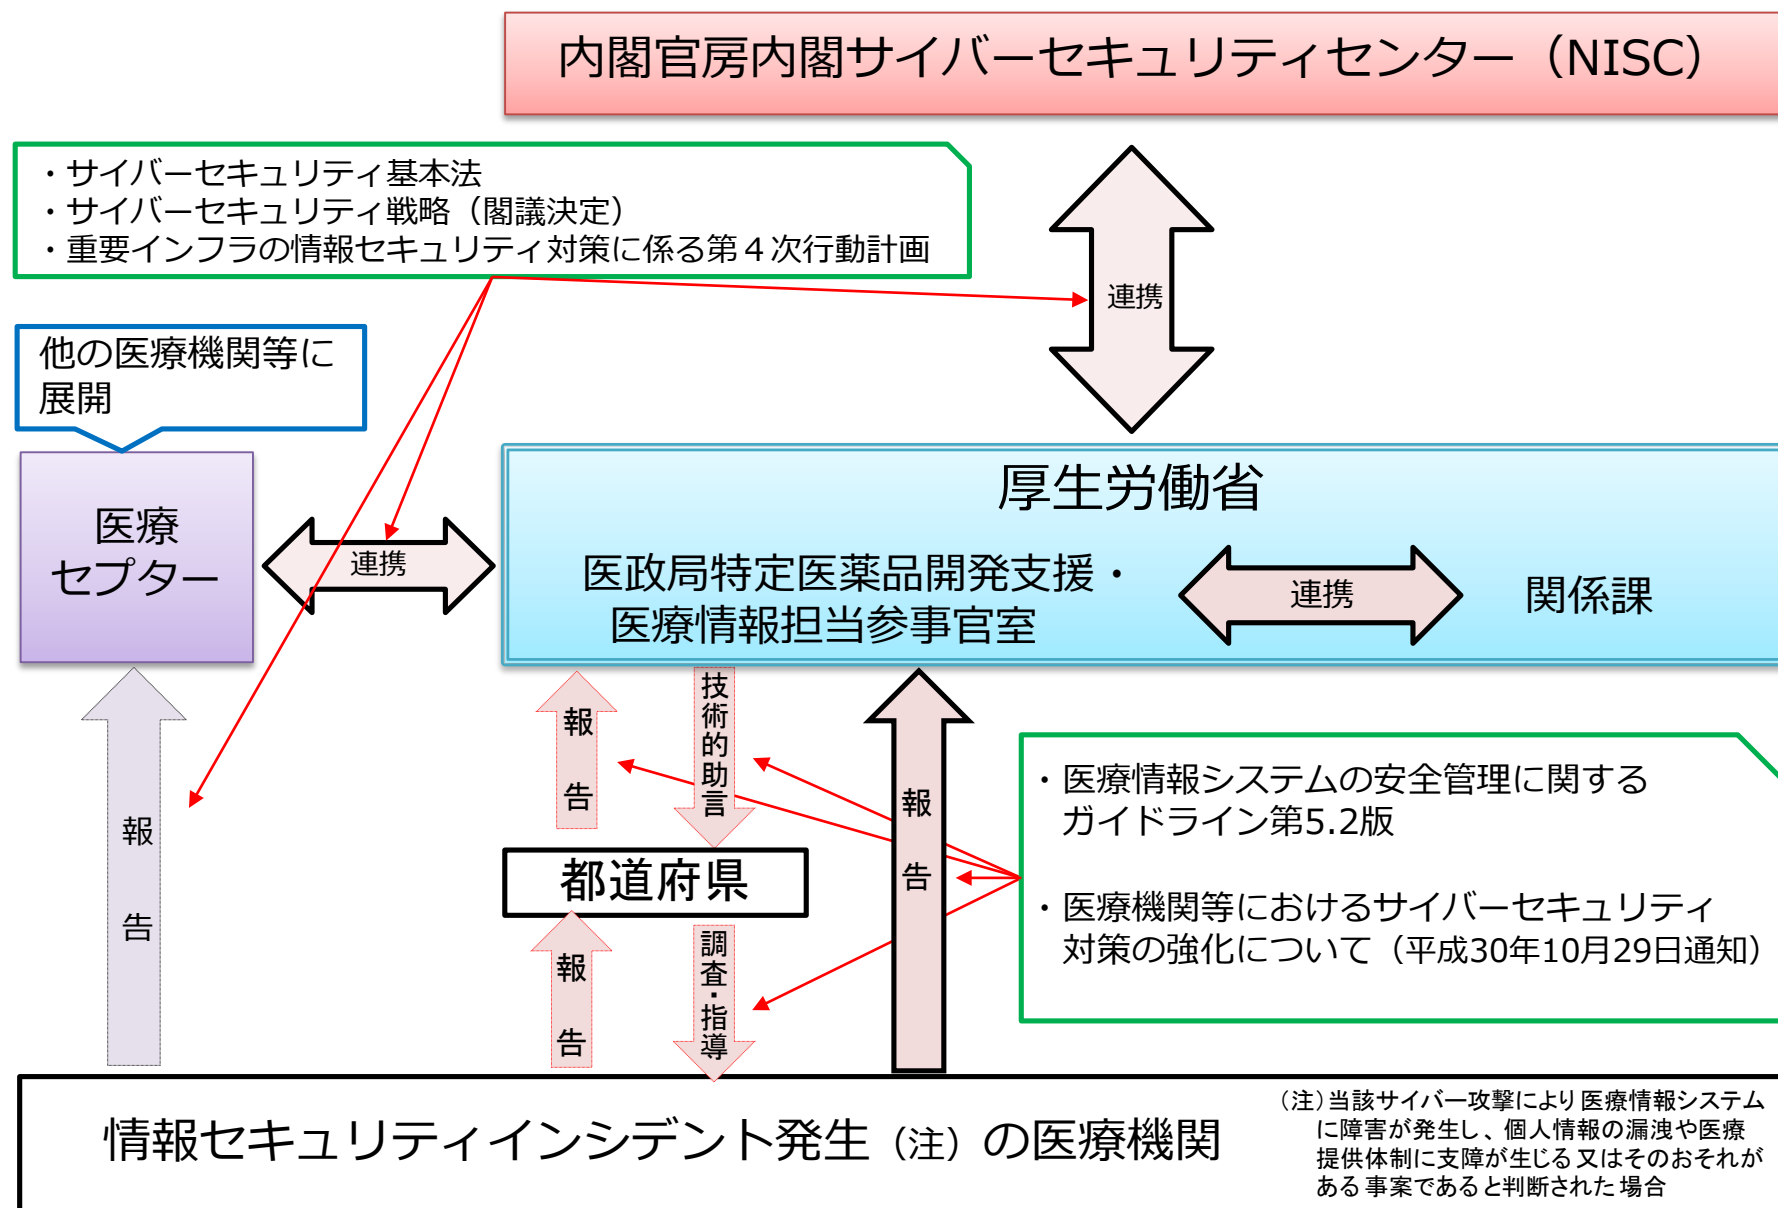 内閣官房内閣サイバーセキュリティセンター（NISC）
・サイバーセキュリティ基本法
・サイバーセキュリティ戦略（閣議決定）
・重要インフラの情報セキュリティ対策に係る第４次行動計画
連携
他の医療機関等に
展開
医療
セプター
連携
厚生労働省
医政局特定医薬品開発支援・
医療情報担当参事官室
連携
関係課
報告
技術的助言
報告
報告
・医療情報システムの安全管理に関する
ガイドライン第5.2版
・医療機関等におけるサイバーセキュリティ
対策の強化について（平成30年10月29日通知）
都道府県
報告
調査・指導
情報セキュリティインシデント発生（注）の医療機関
（注）当該サイバー攻撃により医療情報システム
に障害が発生し、個人情報の漏洩や医療
提供体制に支障が生じる又はそのおそれが
ある事案であると判断された場合